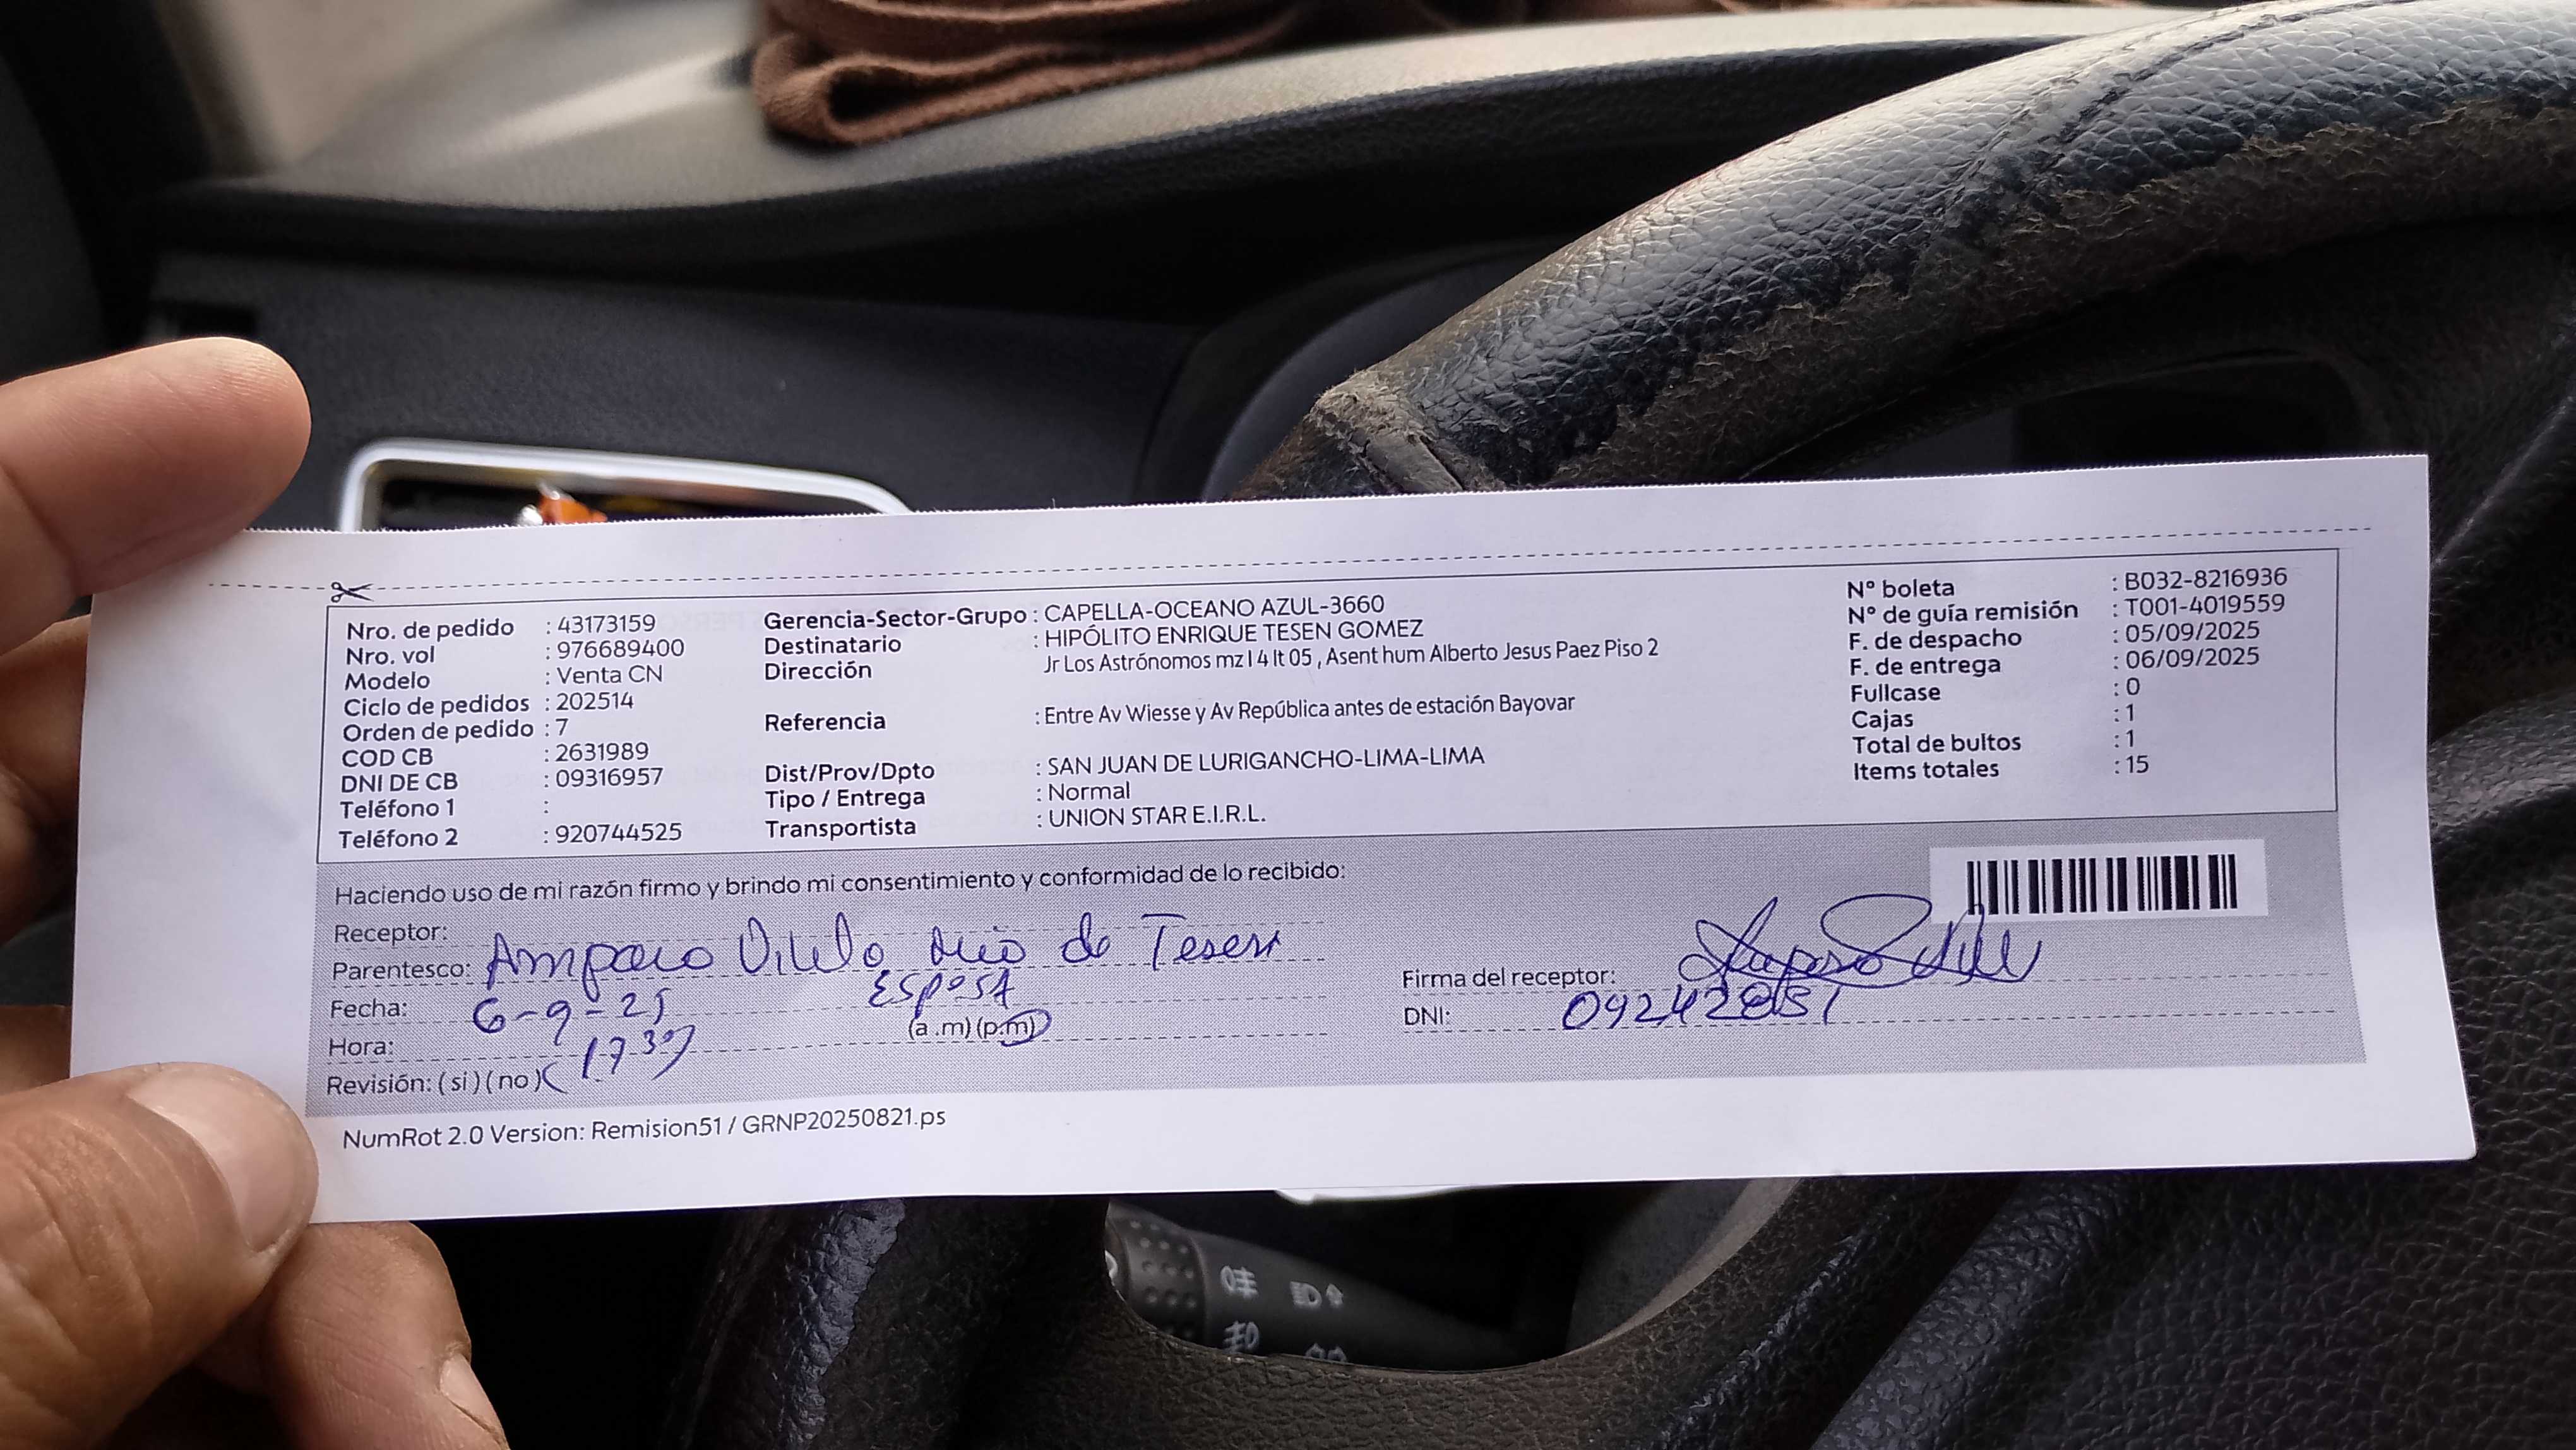 Nro. de pedido : 43173159
Nro. vol : 976689400
Modelo : Venta CN
Ciclo de pedidos : 202514
Orden de pedido : 7
COD CB : 2631989
DNI DE CB : 09316957
Teléfono 1 :
Teléfono 2 : 920744525
Gerencia-Sector-Grupo : CAPELLA-OCEANO AZUL-3660
Destinatario : HIPÓLITO ENRIQUE TESEN GOMEZ
Dirección Jr Los Astrónomos mz I 4 lt 05 , Asent hum Alberto Jesus Paez Piso 2
Referencia : Entre Av Wiesse y Av República antes de estación Bayovar
Dist/Prov/Dpto : SAN JUAN DE LURIGANCHO-LIMA-LIMA
Tipo / Entrega : Normal
Transportista : UNION STAR E.I.R.L.
N° boleta : B032-8216936
N° de guía remisión : T001-4019559
F. de despacho : 05/09/2025
F. de entrega : 06/09/2025
Fullcase : 0
Cajas : 1
Total de bultos : 1
Items totales : 15
Haciendo uso de mi razón firmo y brindo mi consentimiento y conformidad de lo recibido:
Receptor: Amparo de Tesen
Parentesco: ESPOSA
Fecha: 6-9-25
Hora: 1730 (a .m) (p.m)
Revisión: (si) (no)
Firma del receptor:
DNI:
NumRot 2.0 Version: Remision51 / GRNP20250821.ps